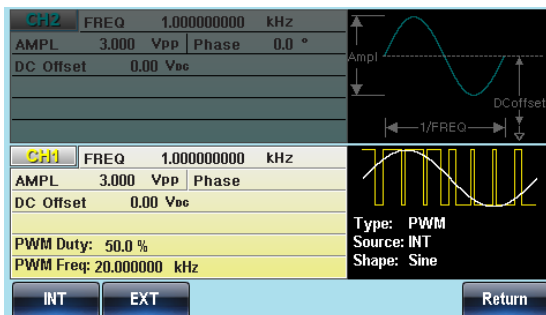 CH2 FREQ 1.000000000 kHz
AMPL 3.000 Vpp Phase 0.0 °
DC Offset 0.00 VDC
Ampl
DCoffset
1/FREQ
CH1 FREQ 1.000000000 kHz
AMPL 3.000 Vpp Phase
DC Offset 0.00 VDC
PWM Duty: 50.0 %
PWM Freq: 20.000000 kHz
Type: PWM
Source: INT
Shape: Sine
INT EXT Return